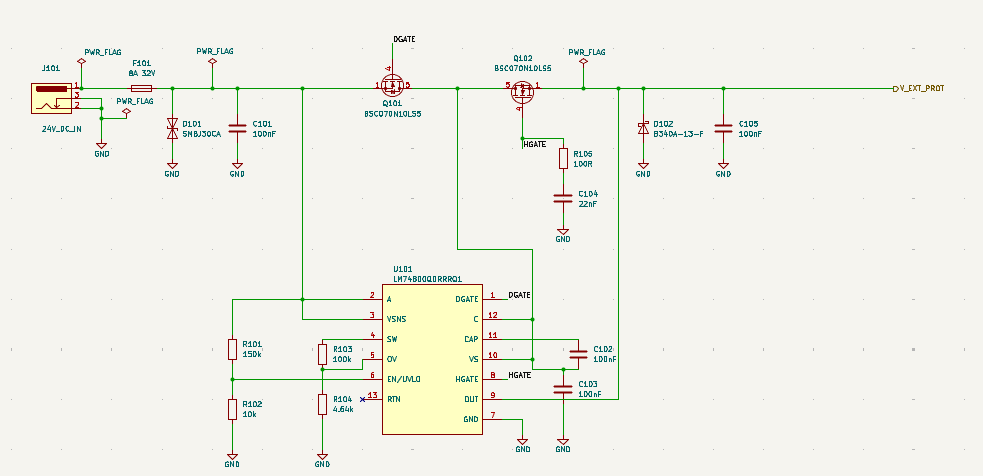 DGATE
PWR_FLAG
PWR_FLAG
Q102
BSC070N10LS5
PWR_FLAG
J101
F101
8A 32V
4
1
3
2
PWR_FLAG
1
5
Q101
BSC070N10LS5
5
1
4
V_EXT_PROT
24V_DC_IN
GND
D101
SMBJ30CA
GND
C101
100nF
GND
HGATE
R105
100R
C104
22nF
GND
D102
B340A-13-F
GND
C105
100nF
GND
U101
LM74800QDRRRQ1
2 A DGATE 1 DGATE
3 VSNS C 12
4 SW CAP 11
5 OV VS 10
6 EN/UVLO HGATE 8 HGATE
13 RTN OUT 9
GND 7
R101
150k
R102
10k
GND
R103
100k
R104
4.64k
GND
C102
100nF
C103
100nF
GND
GND